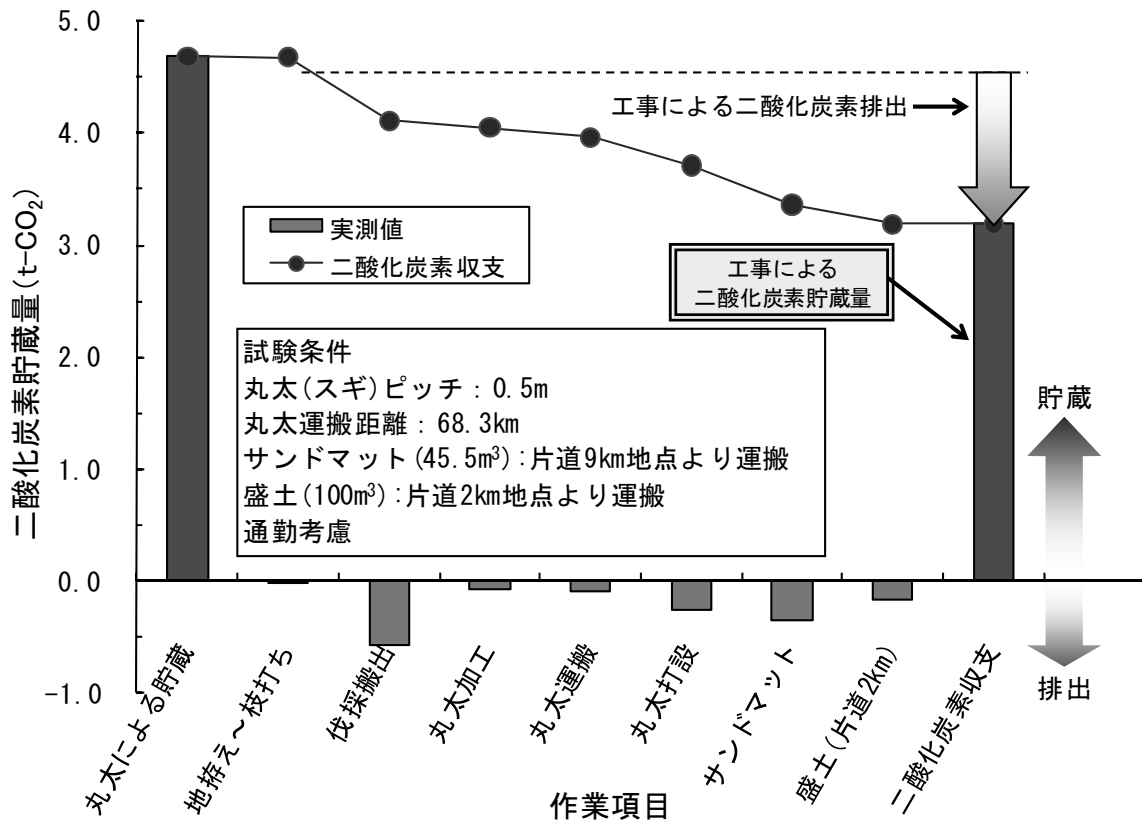 5.0
4.0
3.0
2.0
1.0
0.0
-1.0
二酸化炭素貯蔵量(t-CO₂)
工事による二酸化炭素排出
実測値
二酸化炭素収支
工事による
二酸化炭素貯蔵量
試験条件
丸太(スギ)ピッチ：0.5m
丸太運搬距離：68.3km
サンドマット(45.5m³)：片道9km地点より運搬
盛土(100m³)：片道2km地点より運搬
通勤考慮
貯蔵
排出
丸太による貯蔵
地拵え～枝打ち
伐採搬出
丸太加工
丸太運搬
丸太打設
サンドマット
盛土(片道2km)
二酸化炭素収支
作業項目